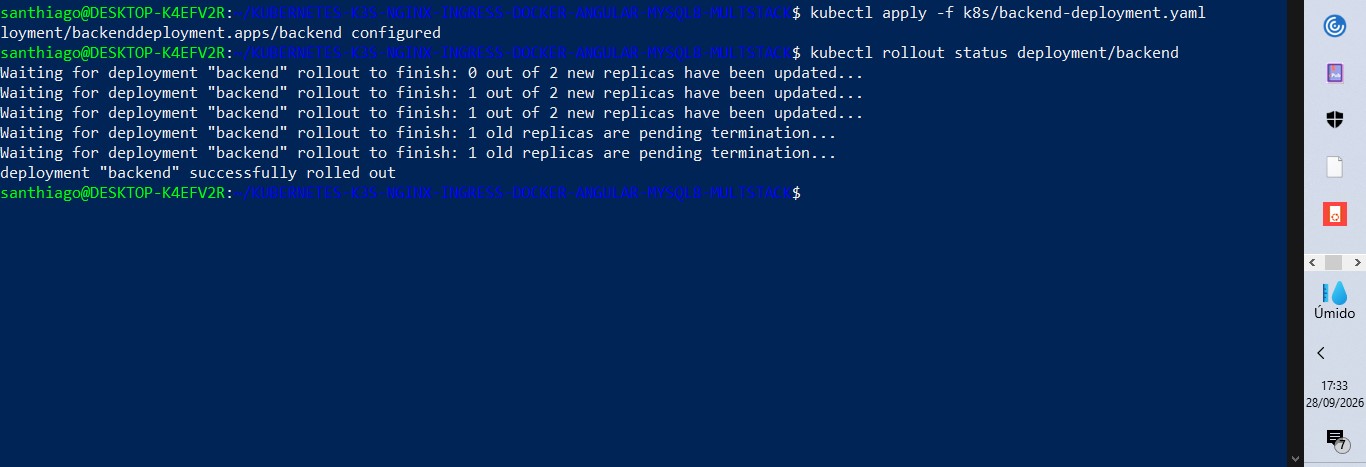 santhiago@DESKTOP-K4EFV2R:~/KUBERNETES-K3S-NGINX-INGRESS-DOCKER-ANGULAR-MYSQL8-MULTSTACK$ kubectl apply -f k8s/backend-deployment.yaml
loyment/backenddeployment.apps/backend configured
santhiago@DESKTOP-K4EFV2R:~/KUBERNETES-K3S-NGINX-INGRESS-DOCKER-ANGULAR-MYSQL8-MULTSTACK$ kubectl rollout status deployment/backend
Waiting for deployment "backend" rollout to finish: 0 out of 2 new replicas have been updated...
Waiting for deployment "backend" rollout to finish: 1 out of 2 new replicas have been updated...
Waiting for deployment "backend" rollout to finish: 1 out of 2 new replicas have been updated...
Waiting for deployment "backend" rollout to finish: 1 old replicas are pending termination...
Waiting for deployment "backend" rollout to finish: 1 old replicas are pending termination...
deployment "backend" successfully rolled out
santhiago@DESKTOP-K4EFV2R:~/KUBERNETES-K3S-NGINX-INGRESS-DOCKER-ANGULAR-MYSQL8-MULTSTACK$
Úmido
17:33
28/09/2026
7